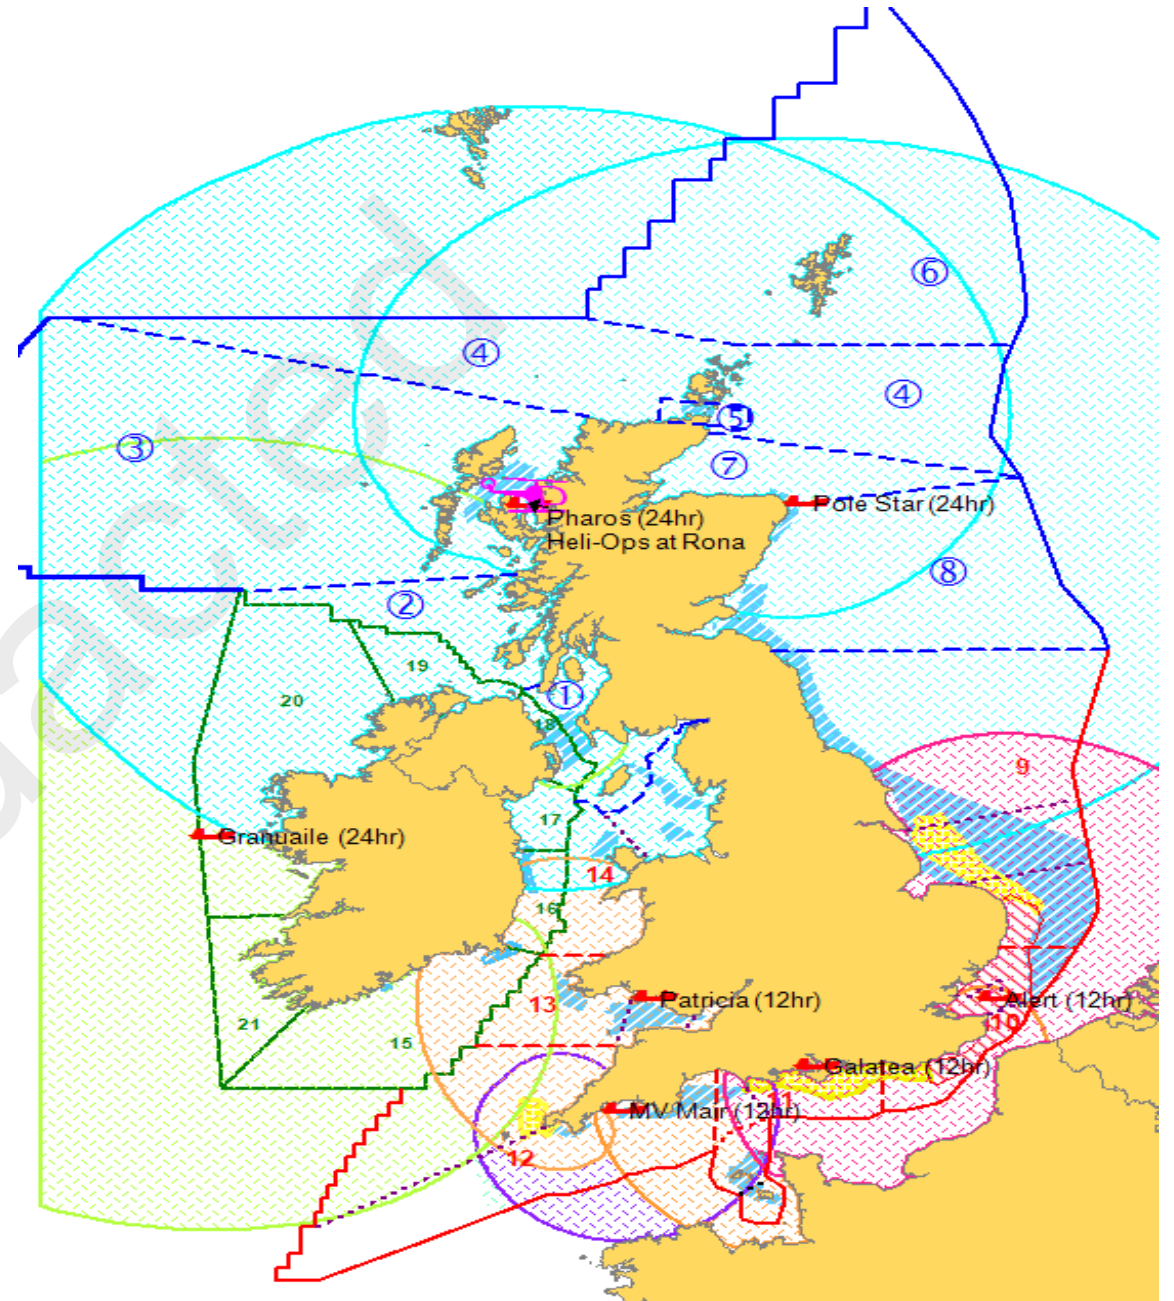 ⑥
④
④
⑤
③
⑦
Pole Star (24hr)
Pharos (24hr)
Heli-Ops at Rona
⑧
②
19
①
20
18
9
17
Granuaile (24hr)
14
16
Patricia (12hr)
Alert (12hr)
13
10
21
15
Galatea (12hr)
MV Mair (12hr)
12